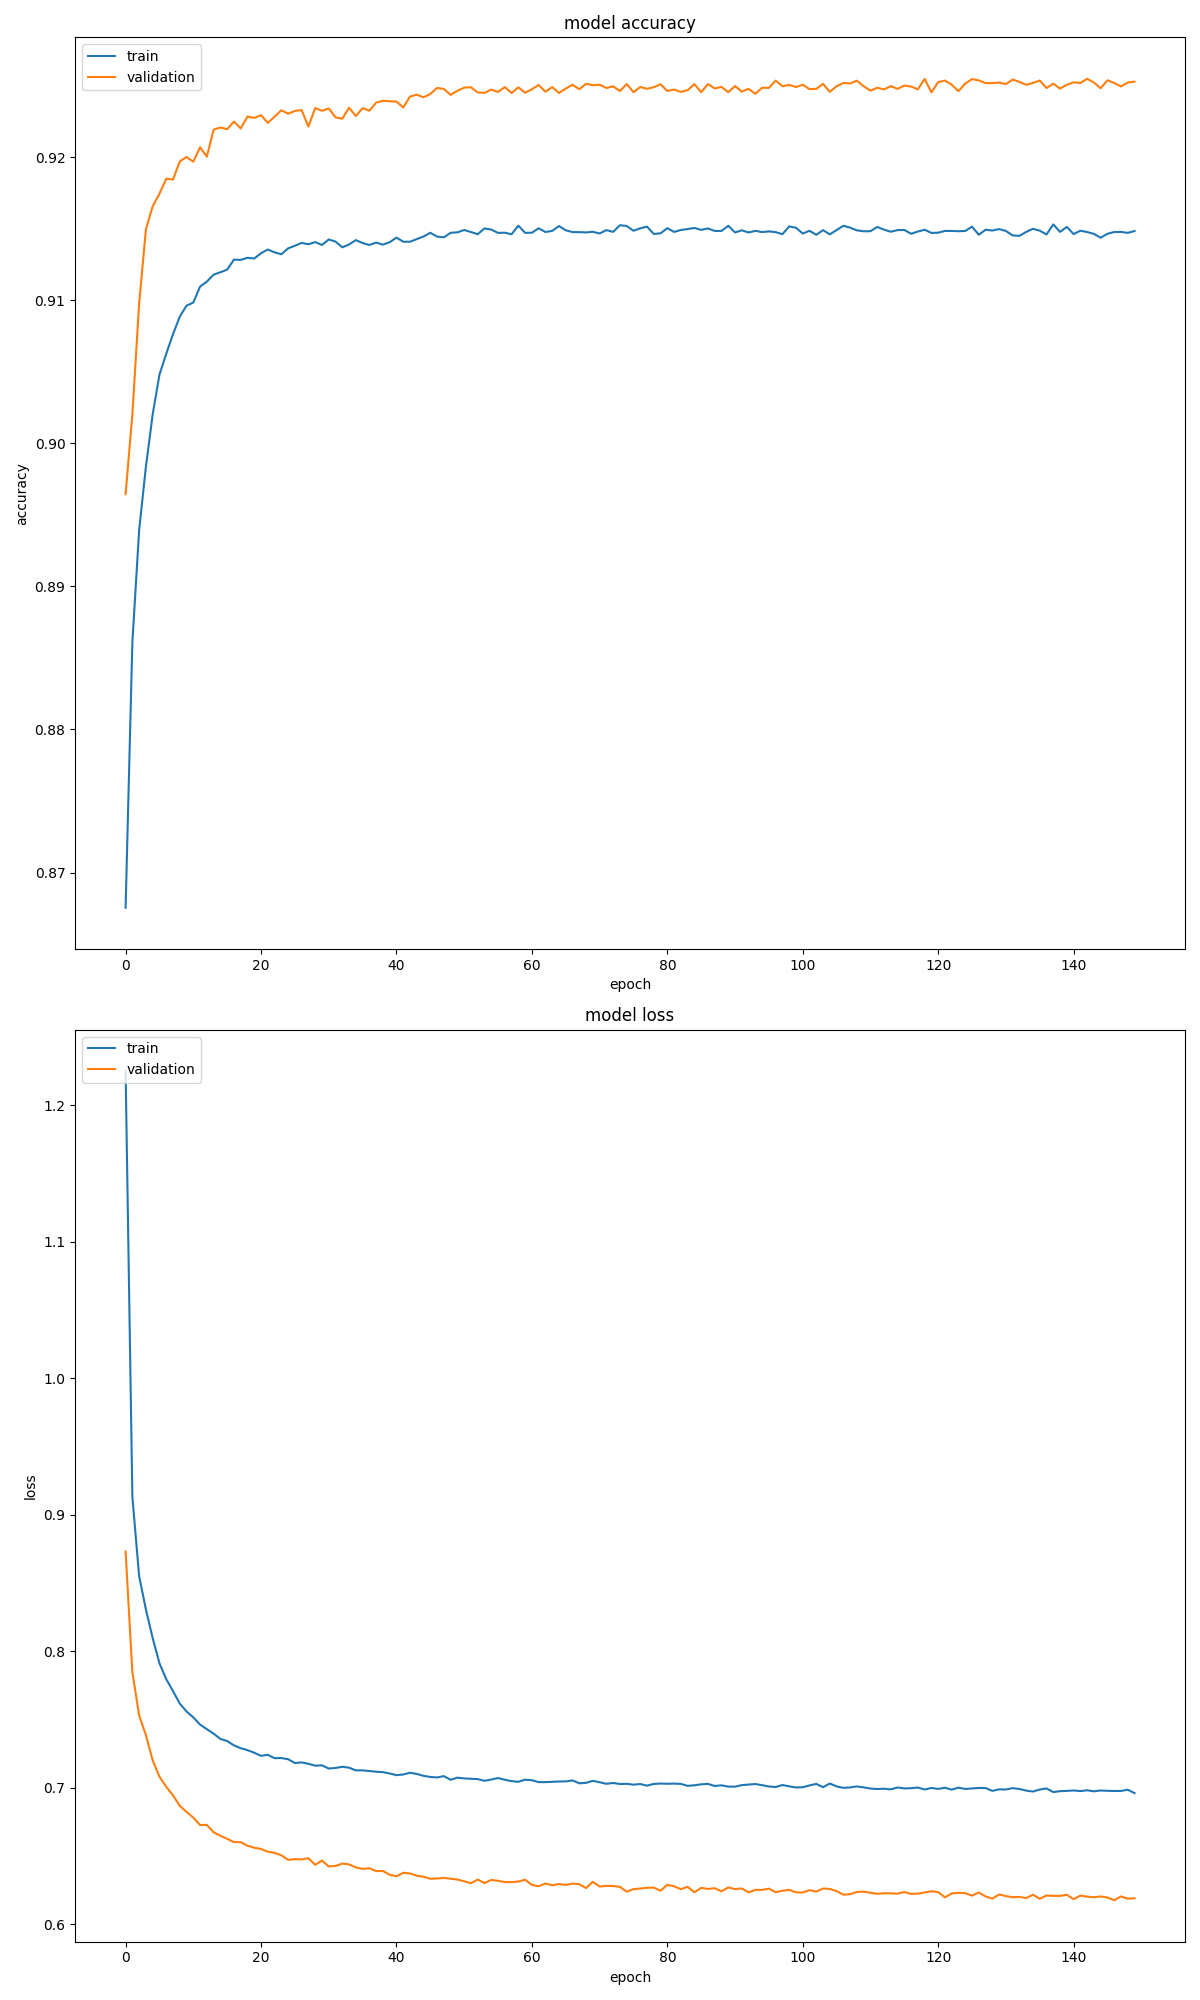 model accuracy
train
validation
0.92
0.91
0.90
0.89
0.88
0.87
accuracy
0 20 40 60 80 100 120 140
epoch
model loss
train
validation
1.2
1.1
1.0
0.9
0.8
0.7
0.6
loss
0 20 40 60 80 100 120 140
epoch